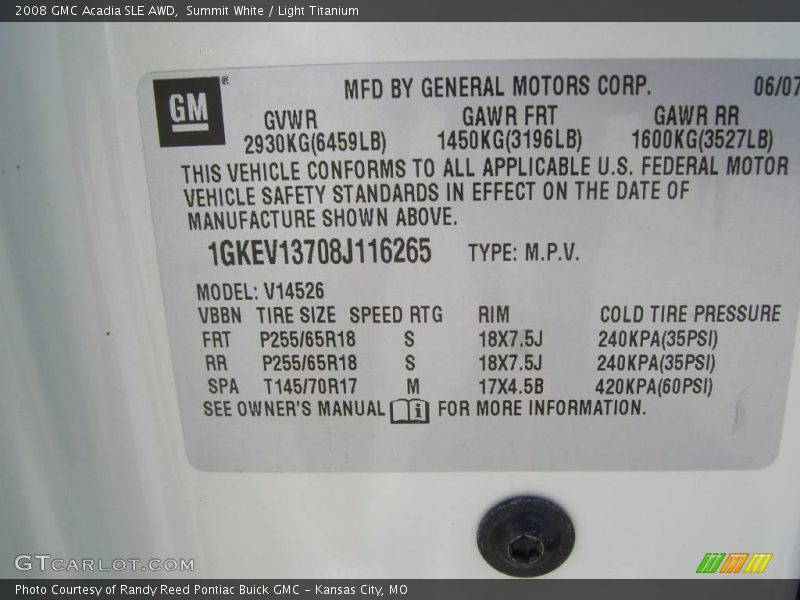 2008 GMC Acadia SLE AWD,  Summit White / Light Titanium
GM ®
MFD BY GENERAL MOTORS CORP. 06/07
GVWR GAWR FRT GAWR RR
2930KG(6459LB) 1450KG(3196LB) 1600KG(3527LB)
THIS VEHICLE CONFORMS TO ALL APPLICABLE U.S. FEDERAL MOTOR
VEHICLE SAFETY STANDARDS IN EFFECT ON THE DATE OF
MANUFACTURE SHOWN ABOVE.
1GKEV13708J116265 TYPE: M.P.V.
MODEL: V14526
VBBN TIRE SIZE SPEED RTG RIM COLD TIRE PRESSURE
FRT P255/65R18 S 18X7.5J 240KPA(35PSI)
RR P255/65R18 S 18X7.5J 240KPA(35PSI)
SPA T145/70R17 M 17X4.5B 420KPA(60PSI)
SEE OWNER'S MANUAL i FOR MORE INFORMATION.
GTCARLOT.COM
Photo Courtesy of Randy Reed Pontiac Buick GMC - Kansas City, MO